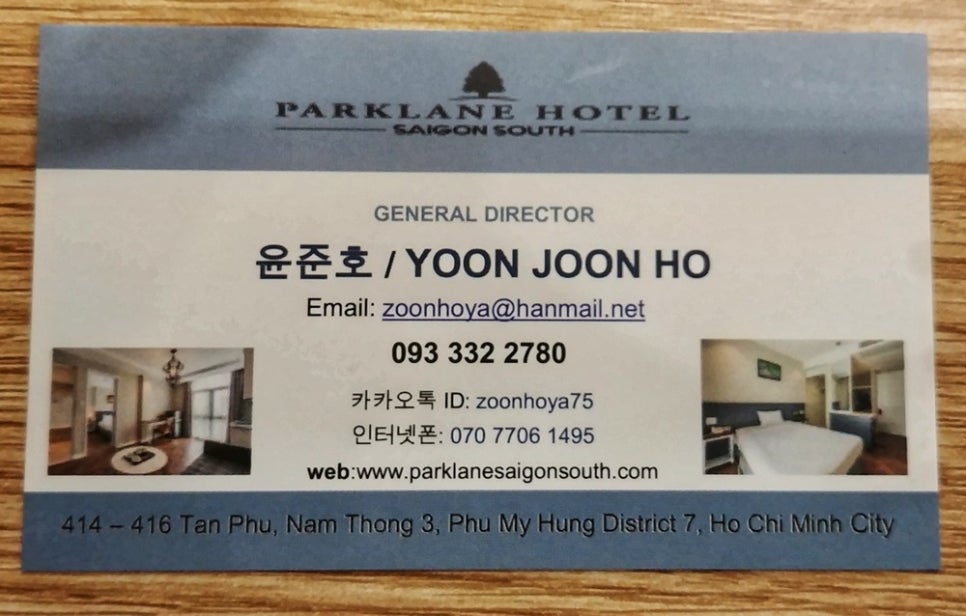 PARKLANE HOTEL
SAIGON SOUTH
GENERAL DIRECTOR
윤준호 / YOON JOON HO
Email: zoonhoya@hanmail.net
093 332 2780
카카오톡 ID: zoonhoya75
인터넷폰: 070 7706 1495
web:www.parklanesaigonsouth.com
414 – 416 Tan Phu, Nam Thong 3, Phu My Hung District 7, Ho Chi Minh City